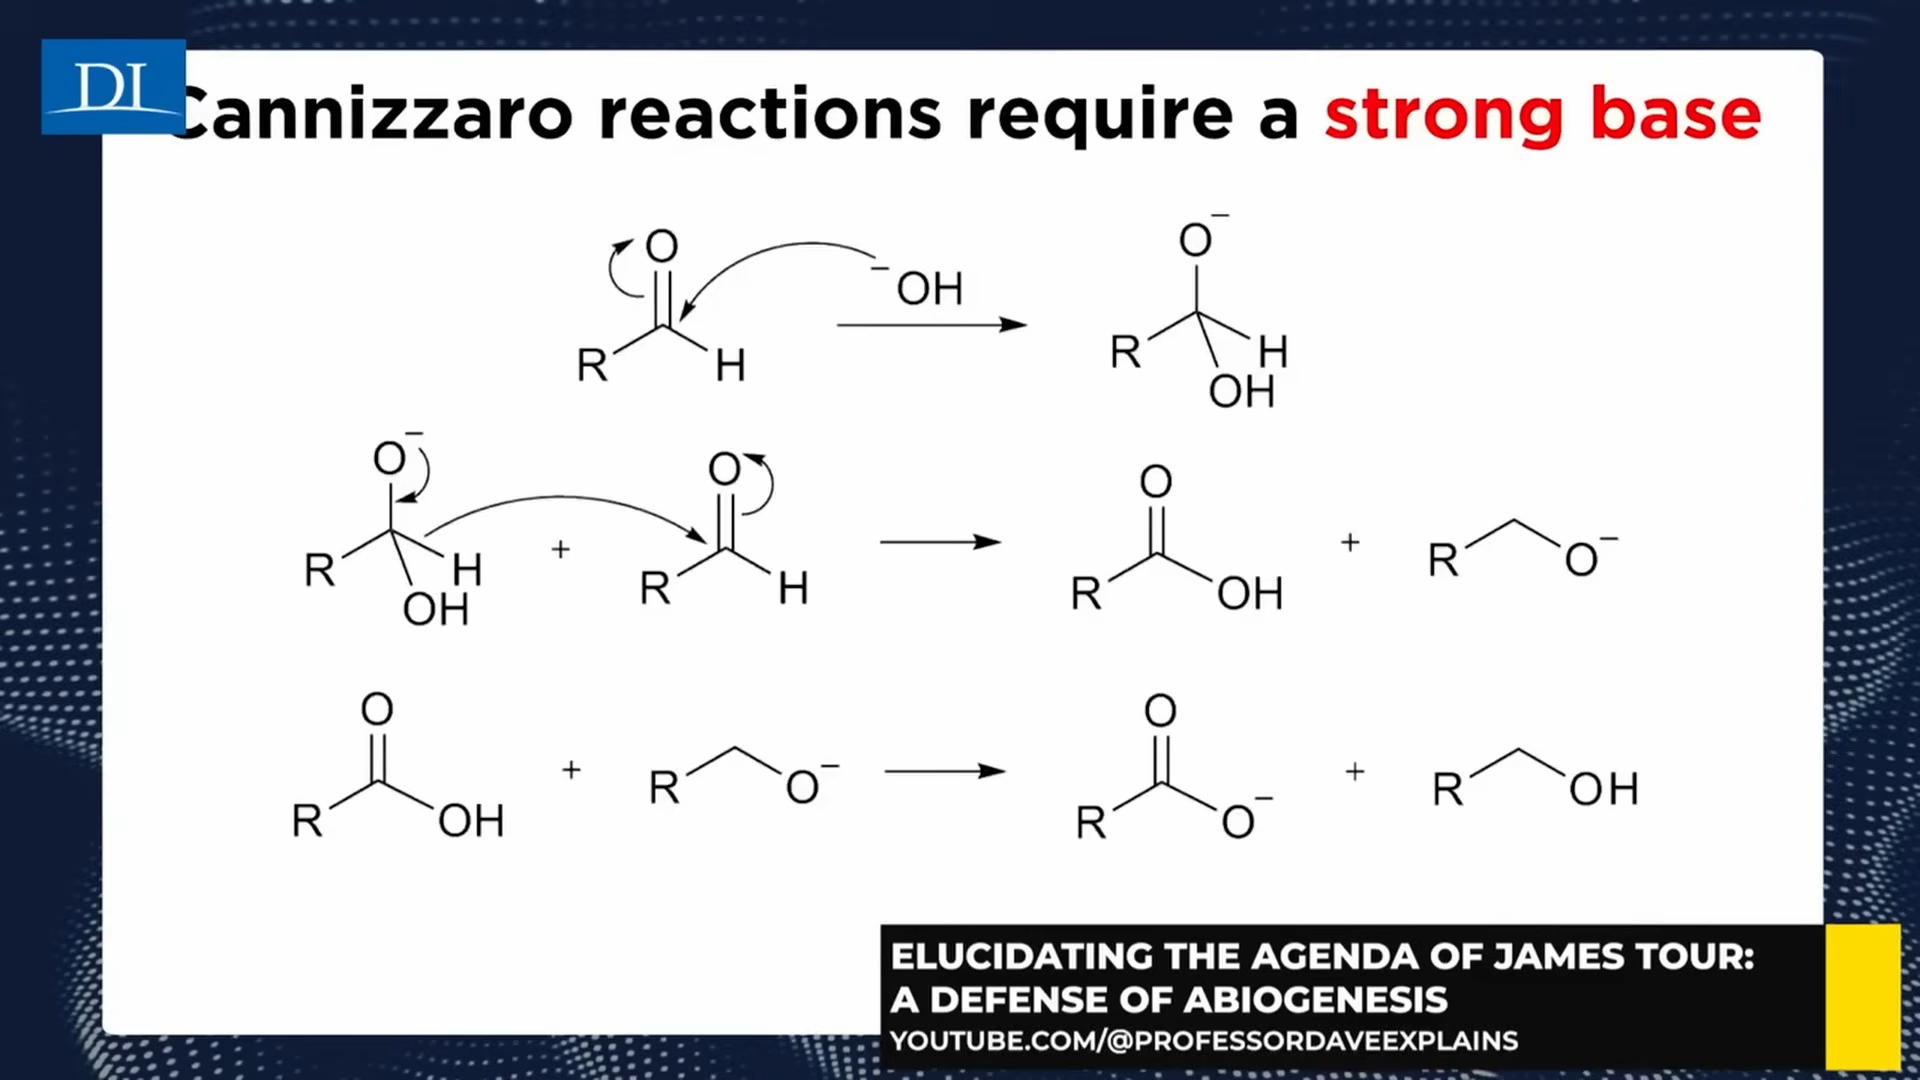 DI
Cannizzaro reactions require a strong base
O
⁻OH
R H
O⁻
R H
OH
O⁻
R H
OH
+
O
R H
O
R OH
+
R O⁻
O
R OH
+
R O⁻
O
R O⁻
+
R OH
ELUCIDATING THE AGENDA OF JAMES TOUR:
A DEFENSE OF ABIOGENESIS
YOUTUBE.COM/@PROFESSORDAVEEXPLAINS